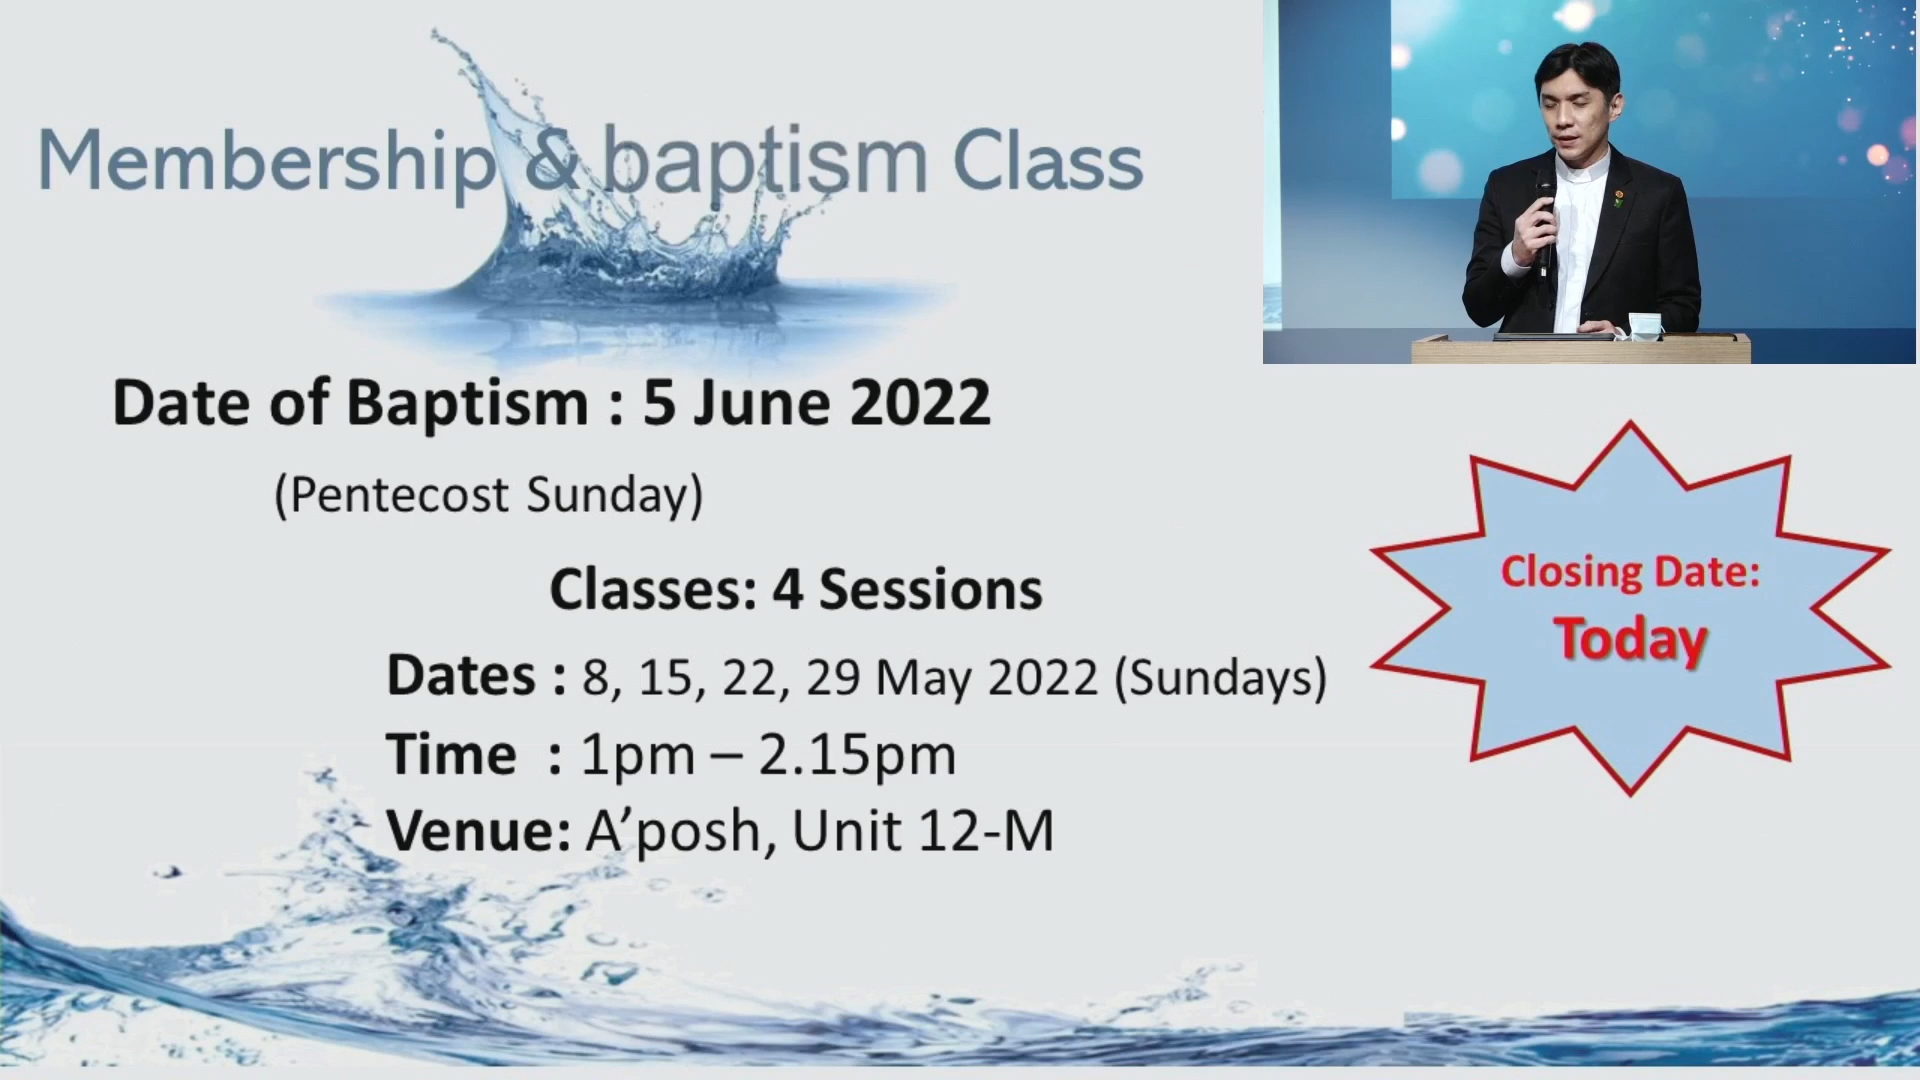 Membership & baptism Class
Date of Baptism : 5 June 2022
(Pentecost Sunday)
Classes: 4 Sessions
Dates : 8, 15, 22, 29 May 2022 (Sundays)
Time : 1pm – 2.15pm
Venue: A’posh, Unit 12-M
Closing Date:
Today